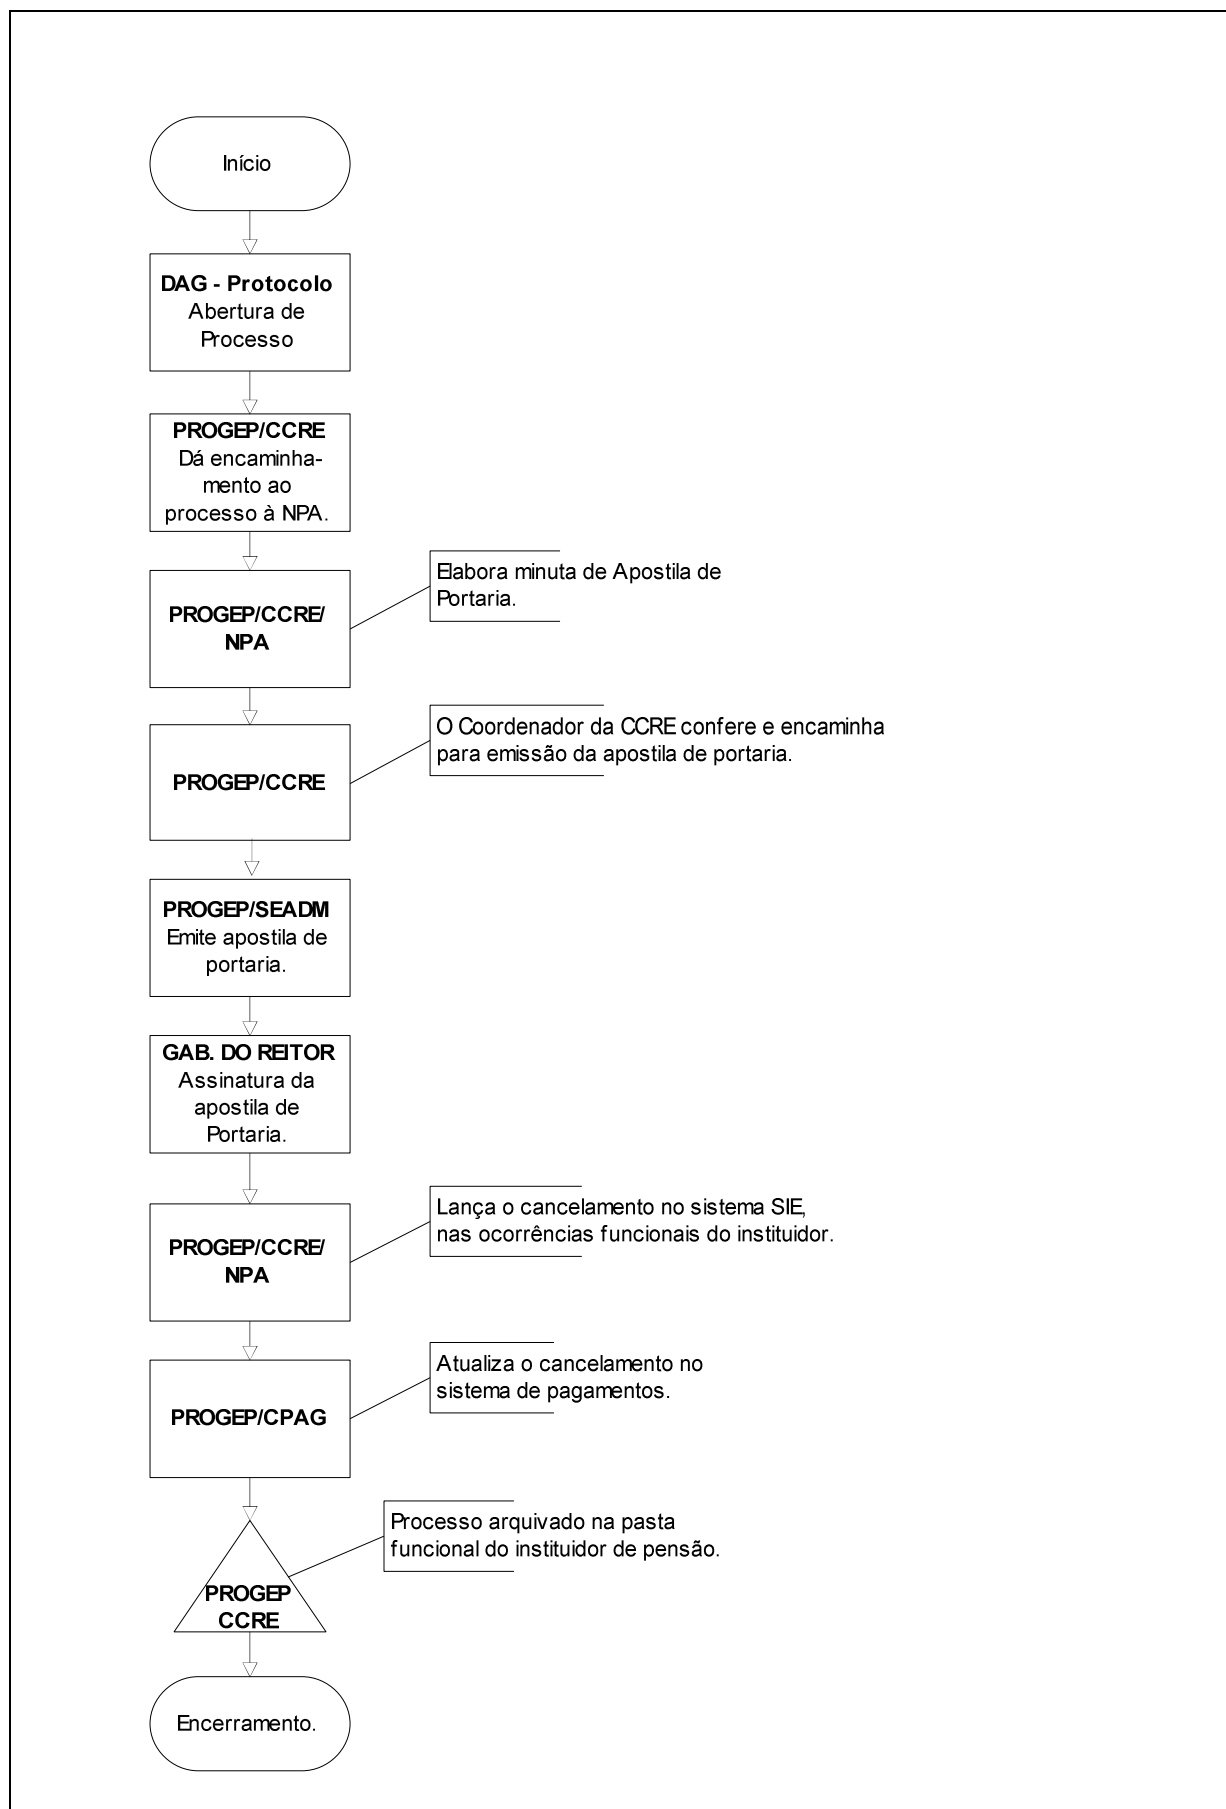 Início
DAG - Protocolo
Abertura de
Processo
PROGEP/CCRE
Dá encaminha-
mento ao
processo à NPA.
PROGEP/CCRE/
NPA
Elabora minuta de Apostila de
Portaria.
PROGEP/CCRE
O Coordenador da CCRE confere e encaminha
para emissão da apostila de portaria.
PROGEP/SEADM
Emite apostila de
portaria.
GAB. DO REITOR
Assinatura da
apostila de
Portaria.
PROGEP/CCRE/
NPA
Lança o cancelamento no sistema SIE,
nas ocorrências funcionais do instituidor.
PROGEP/CPAG
Atualiza o cancelamento no
sistema de pagamentos.
PROGEP
CCRE
Processo arquivado na pasta
funcional do instituidor de pensão.
Encerramento.